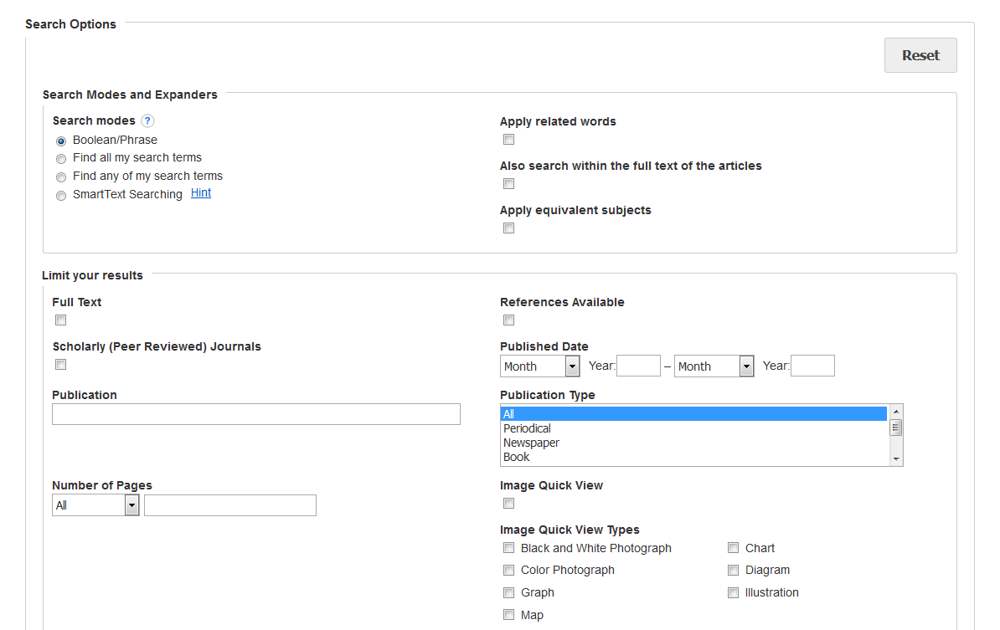 Search Options
Reset
Search Modes and Expanders
Search modes ?
Boolean/Phrase
Find all my search terms
Find any of my search terms
SmartText Searching Hint
Apply related words
Also search within the full text of the articles
Apply equivalent subjects
Limit your results
Full Text
References Available
Scholarly (Peer Reviewed) Journals
Published Date
Month Year: – Month Year:
Publication
Publication Type
All
Periodical
Newspaper
Book
Number of Pages
All
Image Quick View
Image Quick View Types
Black and White Photograph
Chart
Color Photograph
Diagram
Graph
Illustration
Map